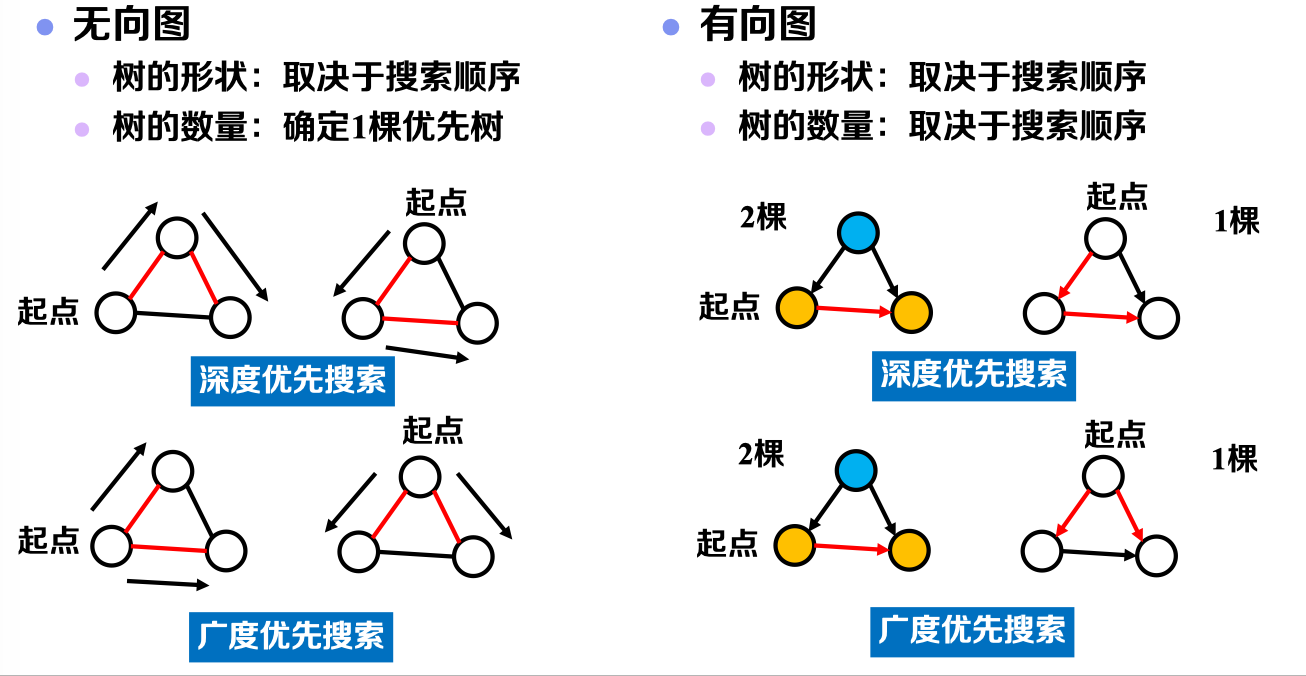 无向图
树的形状：取决于搜索顺序
树的数量：确定1棵优先树
起点
起点
深度优先搜索
起点
起点
广度优先搜索
有向图
树的形状：取决于搜索顺序
树的数量：取决于搜索顺序
2棵
起点
起点
1棵
深度优先搜索
2棵
起点
起点
1棵
广度优先搜索